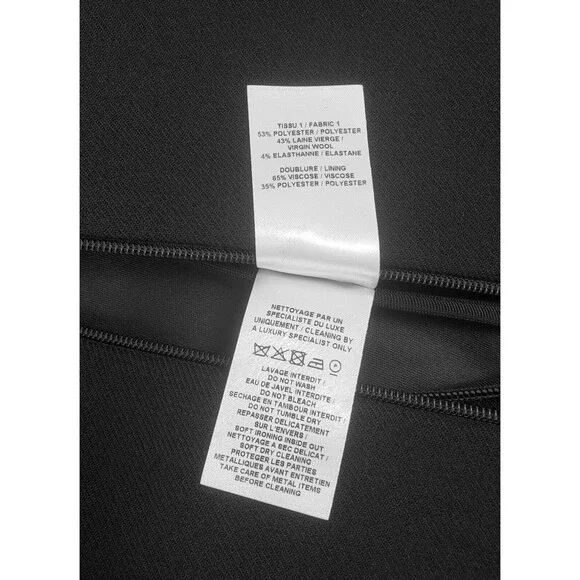 TISSU 1 / FABRIC 1
53% POLYESTER / POLYESTER
43% LAINE VIERGE /
VIRGIN WOOL
4% ELASTHANNE / ELASTANE
DOUBLURE / LINING
65% VISCOSE / VISCOSE
35% POLYESTER / POLYESTER
NETTOYAGE PAR UN
SPECIALISTE DU LUXE
UNIQUEMENT / CLEANING BY
A LUXURY SPECIALIST ONLY
LAVAGE INTERDIT /
DO NOT WASH
EAU DE JAVEL INTERDITE /
DO NOT BLEACH
SECHAGE EN TAMBOUR INTERDIT /
DO NOT TUMBLE DRY
REPASSER DELICATEMENT
SUR L'ENVERS /
SOFT IRONING INSIDE OUT
NETTOYAGE A SEC DELICAT /
SOFT DRY CLEANING
PROTEGER LES PARTIES
METALLIQUES AVANT ENTRETIEN
TAKE CARE OF METAL ITEMS
BEFORE CLEANING